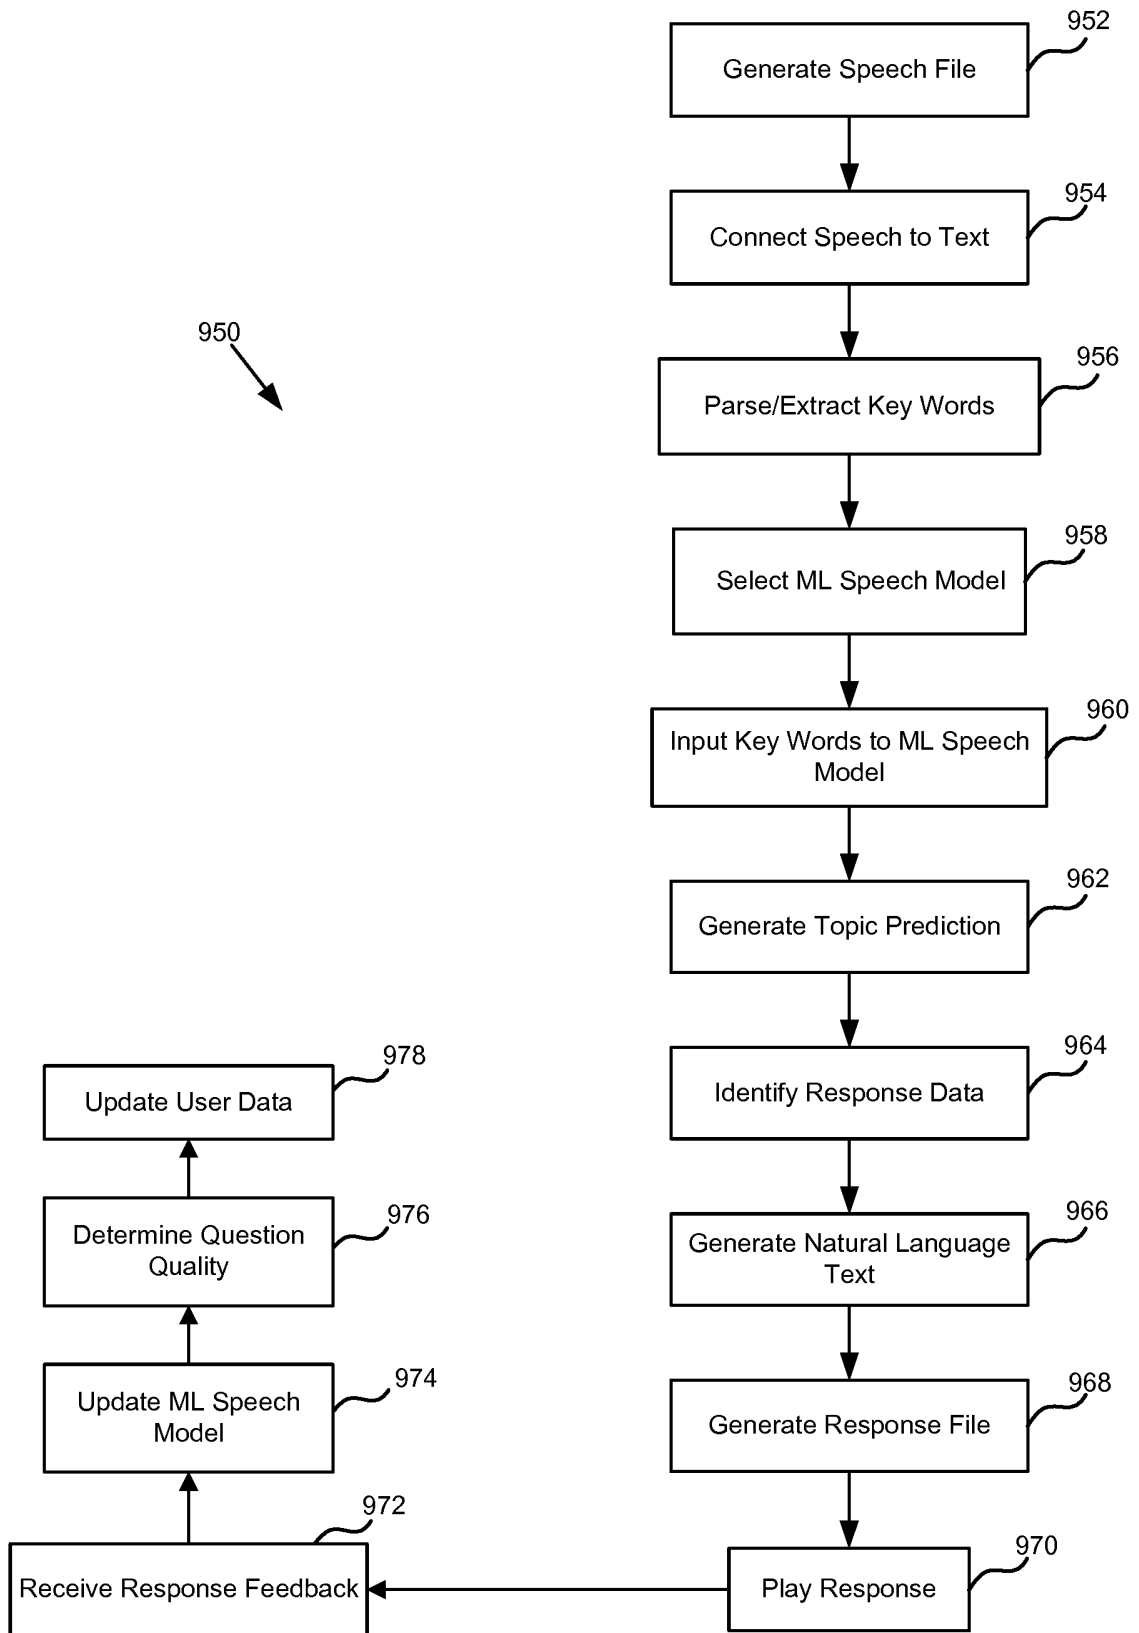 952
Generate Speech File
954
Connect Speech to Text
950
956
Parse/Extract Key Words
958
Select ML Speech Model
960
Input Key Words to ML Speech
Model
962
Generate Topic Prediction
964
Identify Response Data
966
Generate Natural Language
Text
968
Generate Response File
970
Play Response
972
Receive Response Feedback
974
Update ML Speech
Model
976
Determine Question
Quality
978
Update User Data